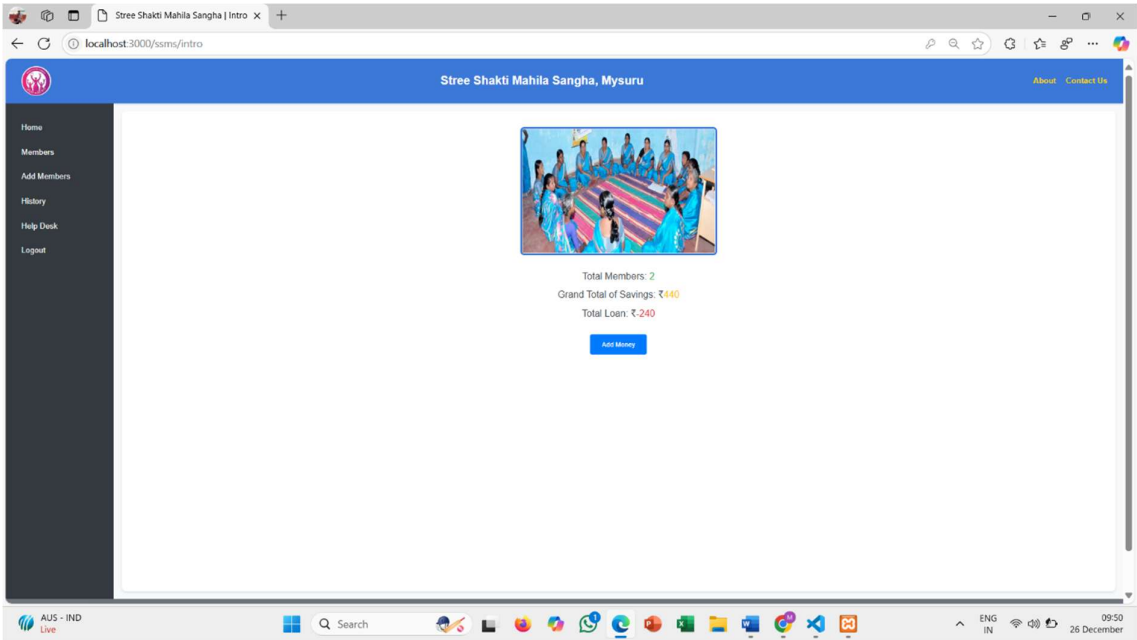 Stree Shakti Mahila Sangha | Intro
localhost:3000/ssms/intro
Stree Shakti Mahila Sangha, Mysuru
About Contact Us
Home
Members
Add Members
History
Help Desk
Logout
Total Members: 2
Grand Total of Savings: ₹440
Total Loan: ₹-240
Add Money
AUS - IND
Live
Search
ENG
IN
09:50
26 December